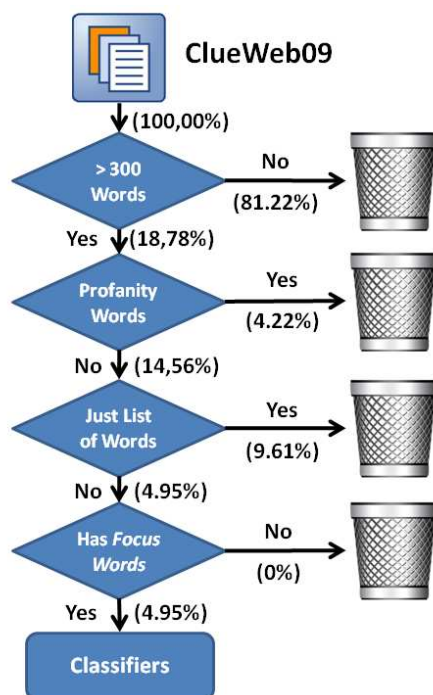 ClueWeb09
(100,00%)
> 300
Words
No
(81.22%)
Yes (18,78%)
Profanity
Words
Yes
(4.22%)
No (14,56%)
Just List
of Words
Yes
(9.61%)
No (4.95%)
Has Focus
Words
No
(0%)
Yes (4.95%)
Classifiers